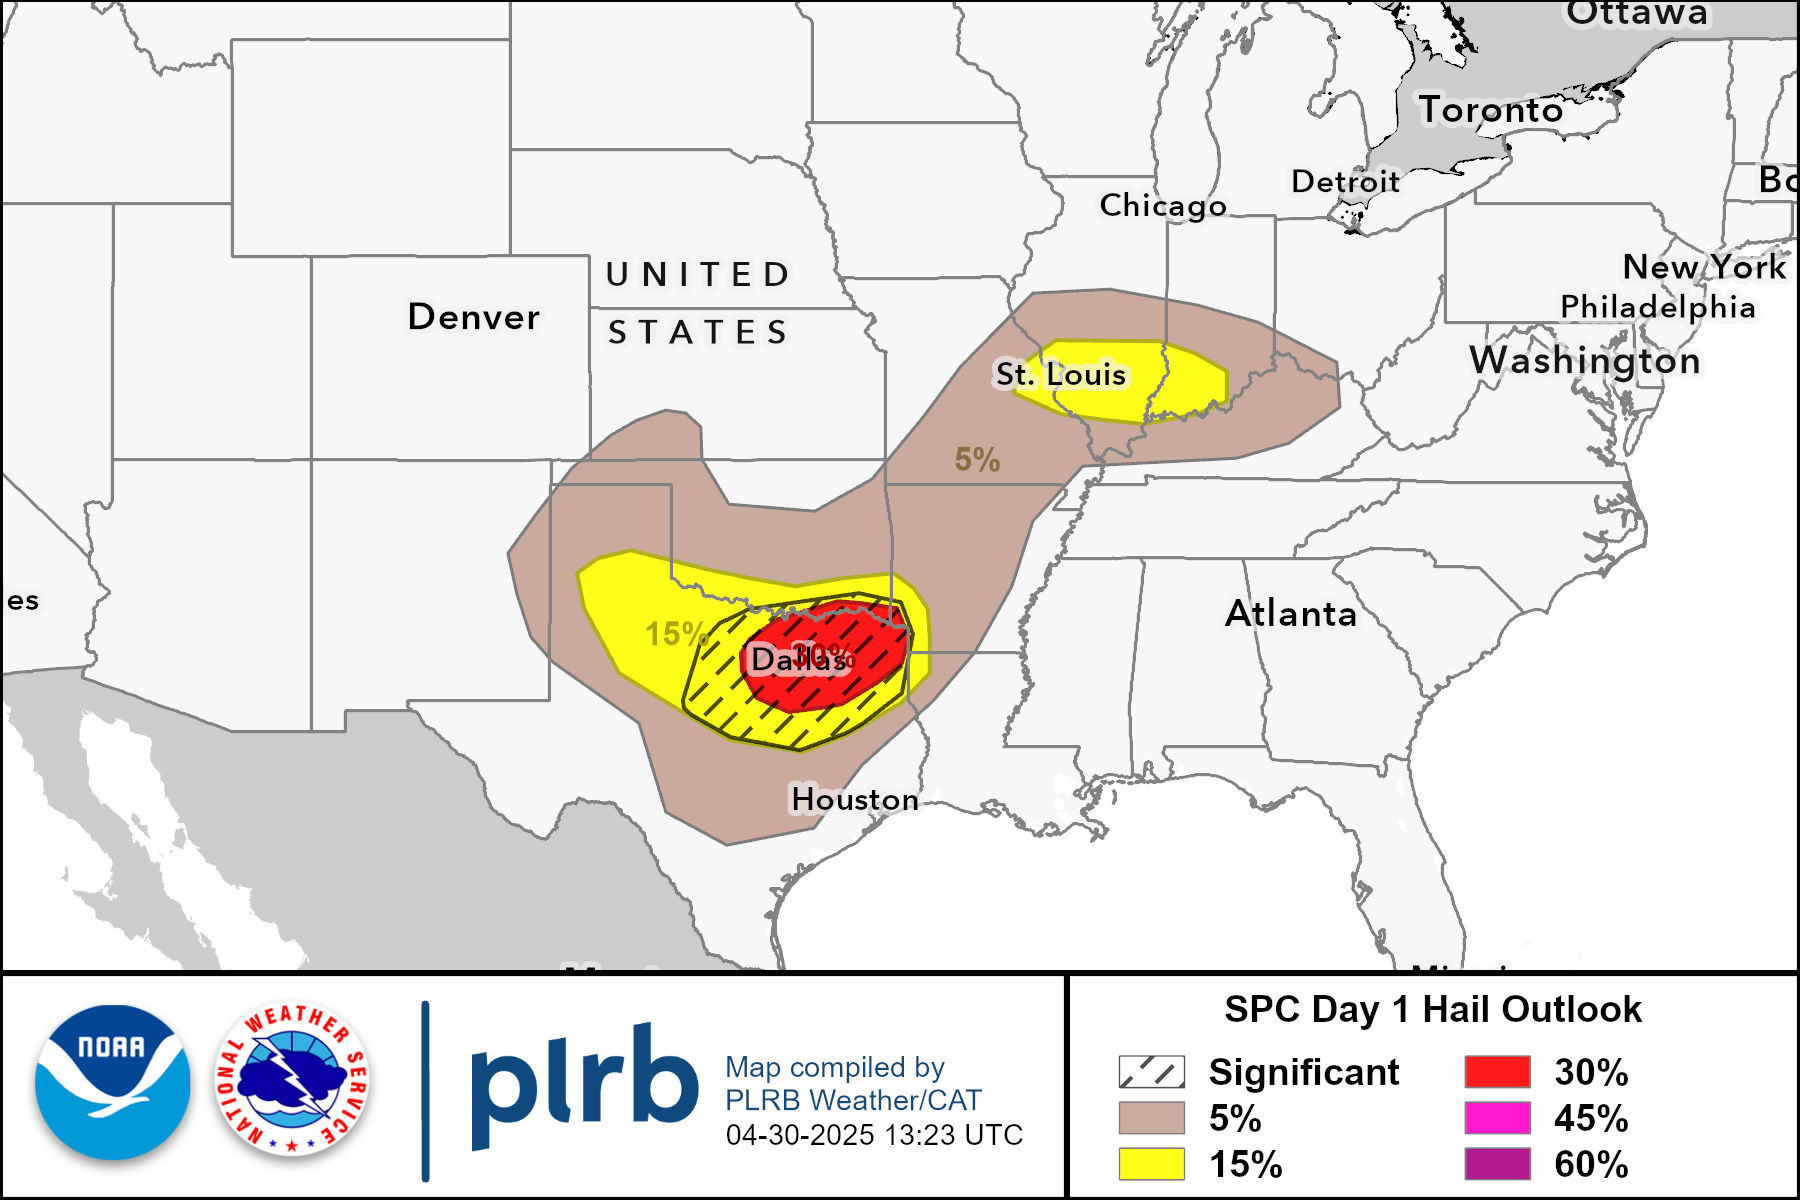 Ottawa
Toronto
Detroit
Chicago
New York
Philadelphia
Washington
UNITED
STATES
Denver
St. Louis
5%
es
Atlanta
15%
30%
Dallas
Houston
NOAA
NATIONAL WEATHER SERVICE
plrb
Map compiled by
PLRB Weather/CAT
04-30-2025 13:23 UTC
SPC Day 1 Hail Outlook
Significant
30%
5%
45%
15%
60%